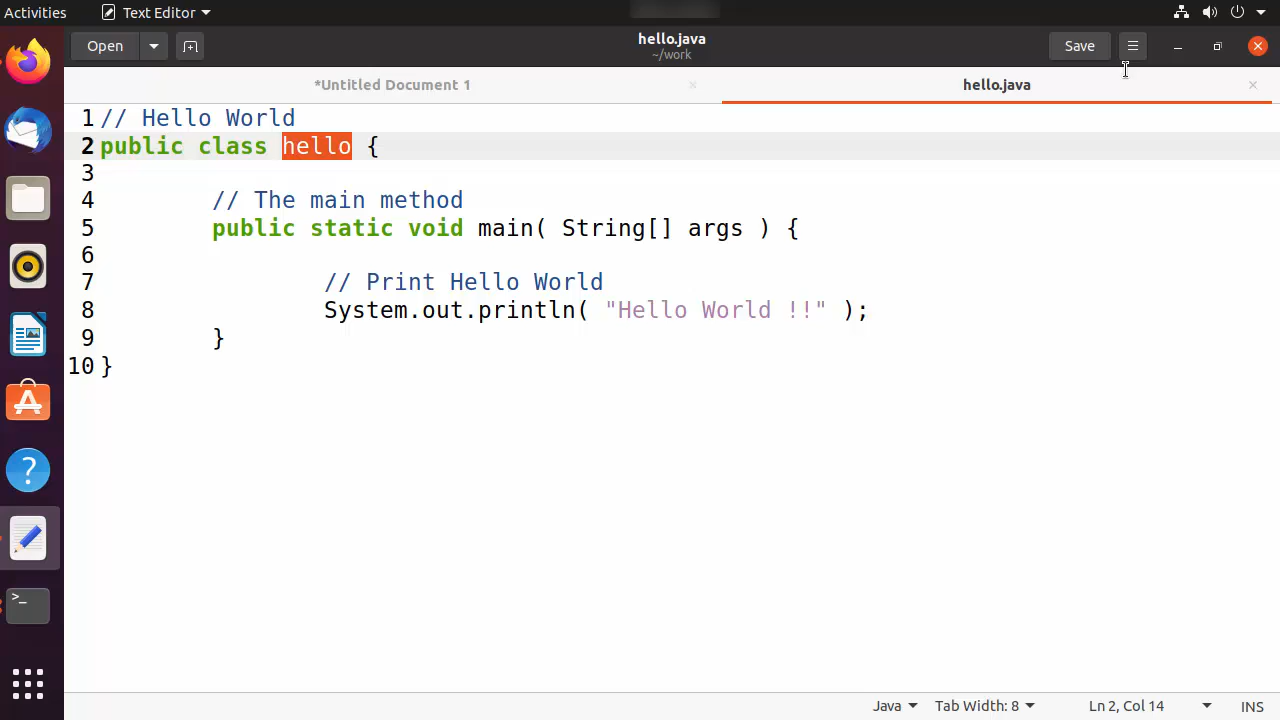 Activities Text Editor
Open hello.java Save
~/work
*Untitled Document 1 hello.java
1 // Hello World
2 public class hello {
3
4 // The main method
5 public static void main( String[] args ) {
6
7 // Print Hello World
8 System.out.println( "Hello World !!" );
9 }
10 }
Java Tab Width: 8 Ln 2, Col 14 INS